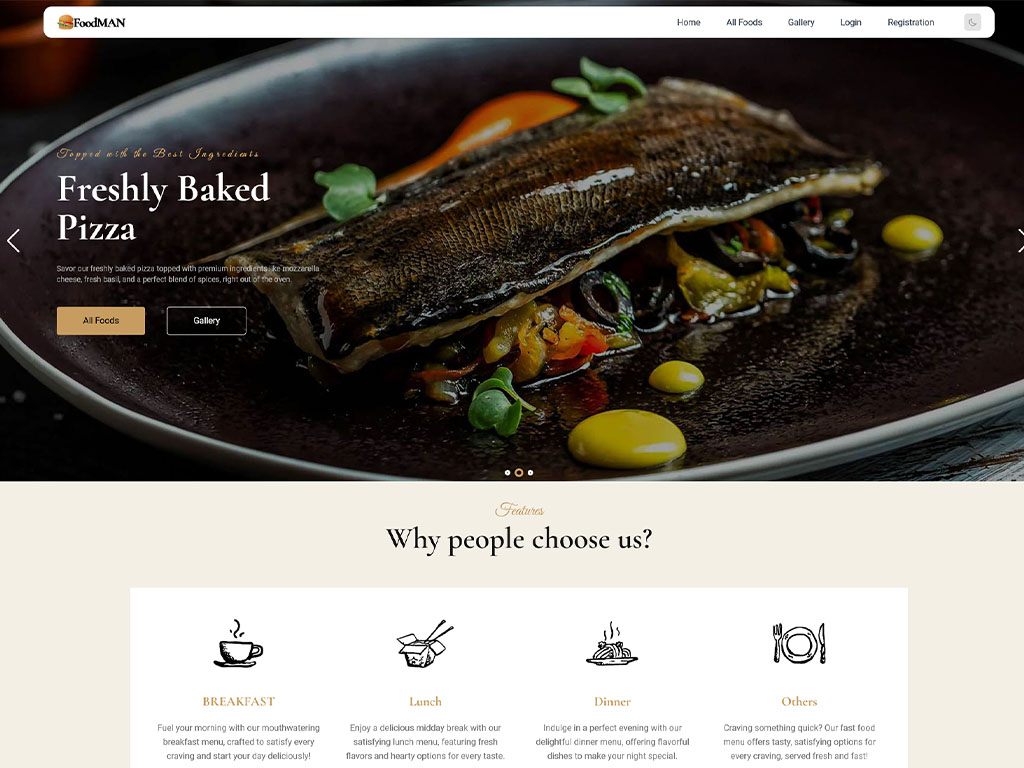 FoodMAN
Home
All Foods
Gallery
Login
Registration
Topped with the Best Ingredients
Freshly Baked
Pizza
Savor our freshly baked pizza topped with premium ingredients like mozzarella
cheese, fresh basil, and a perfect blend of spices, right out of the oven.
All Foods
Gallery
Features
Why people choose us?
BREAKFAST
Fuel your morning with our mouthwatering
breakfast menu, crafted to satisfy every
craving and start your day deliciously!
Lunch
Enjoy a delicious midday break with our
satisfying lunch menu, featuring fresh
flavors and hearty options for every taste.
Dinner
Indulge in a perfect evening with our
delightful dinner menu, offering flavorful
dishes to make your night special.
Others
Craving something quick? Our fast food
menu offers tasty, satisfying options for
every craving, served fresh and fast!